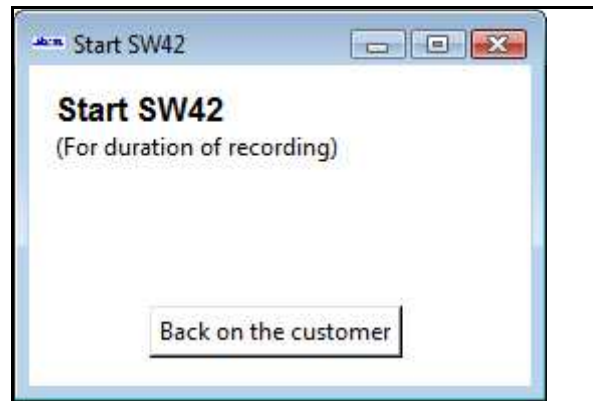 Start SW42
Start SW42
(For duration of recording)
Back on the customer